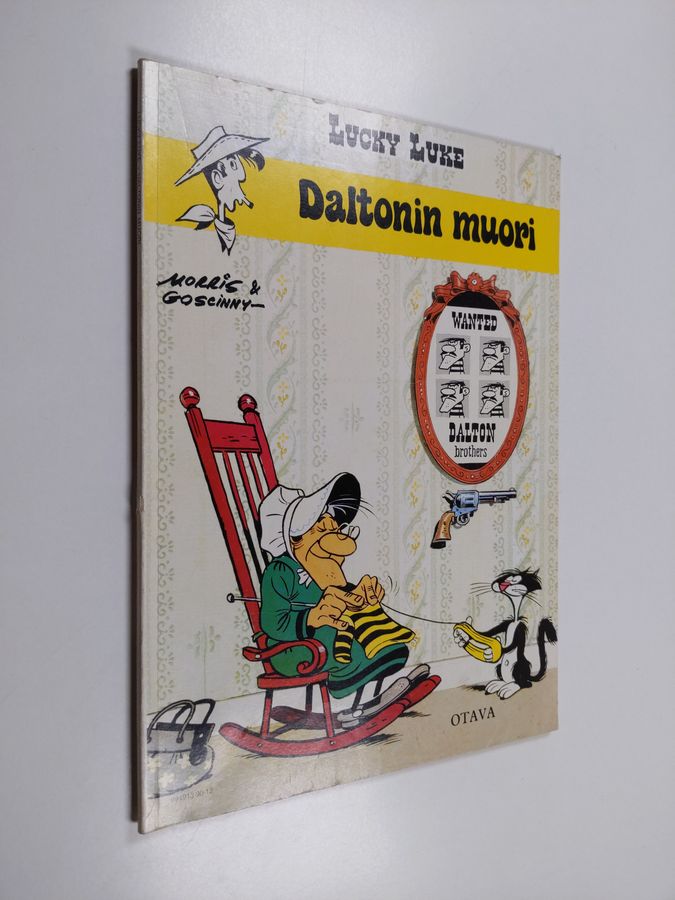 LUCKY LUKE
Daltonin muori
MORRIS &
GOSCINNY
WANTED
DALTON
brothers
OTAVA